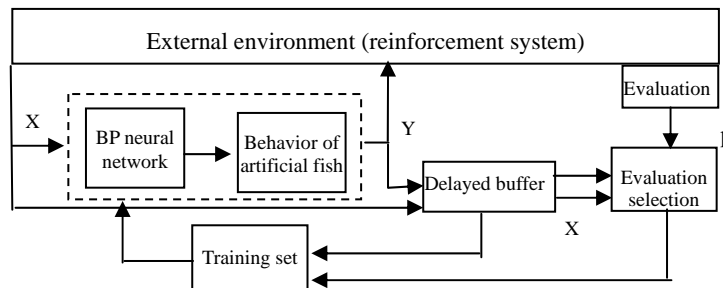 External environment (reinforcement system)
Evaluation
X
BP neural
network
Behavior of
artificial fish
Y
Delayed buffer
Evaluation
selection
X
Training set